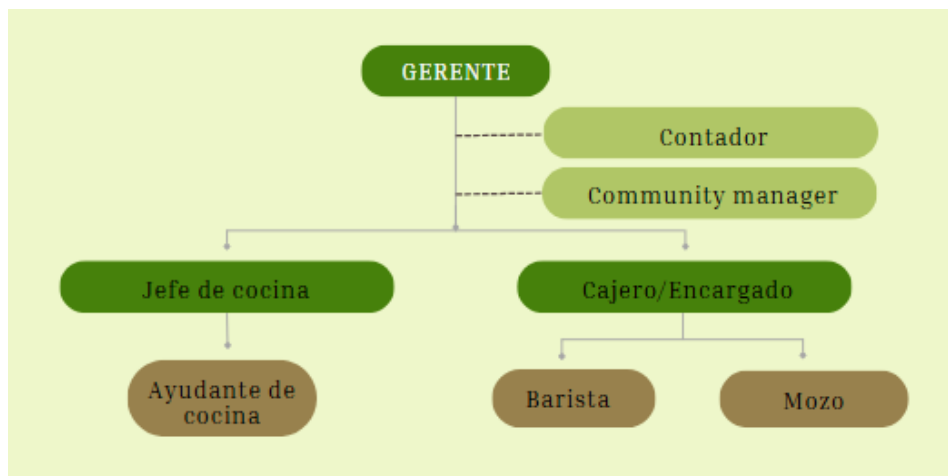 GERENTE
Contador
Community manager
Jefe de cocina
Cajero/Encargado
Ayudante de
cocina
Barista
Mozo